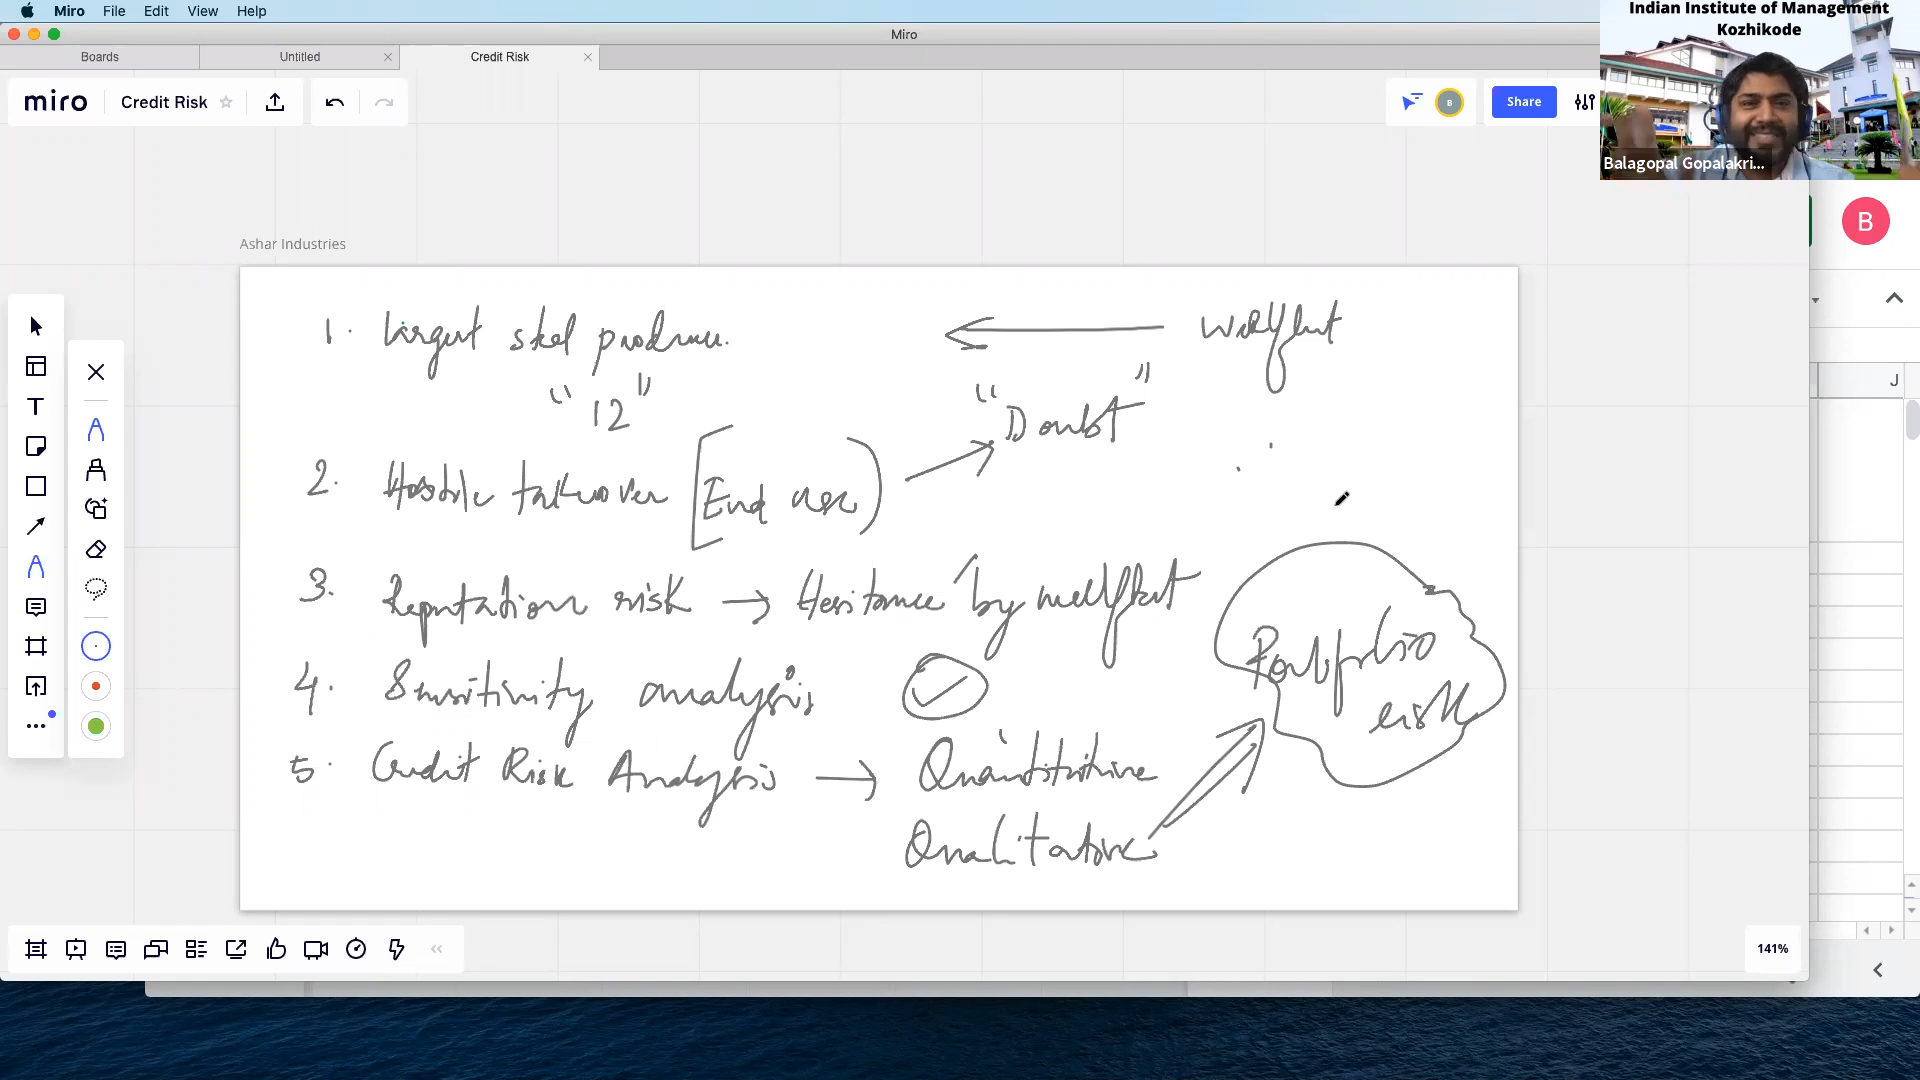 Miro File Edit View Window Help
Miro
Boards Untitled Credit Risk
miro Credit Risk
B Share
Indian Institute of Management
Kozhikode
Balagopal Gopalakri...
B
J
Ashar Industries
1. Largest steel producer. ← Wellfleet
"12" "Doubt"
2. Hostile takeover [End use)
3. Reputation risk → Hesitance by wellfleet
4. Sensitivity analysis
Portfolio
risk
5. Credit Risk Analysis → Quantitative
Qualitative
T
141%